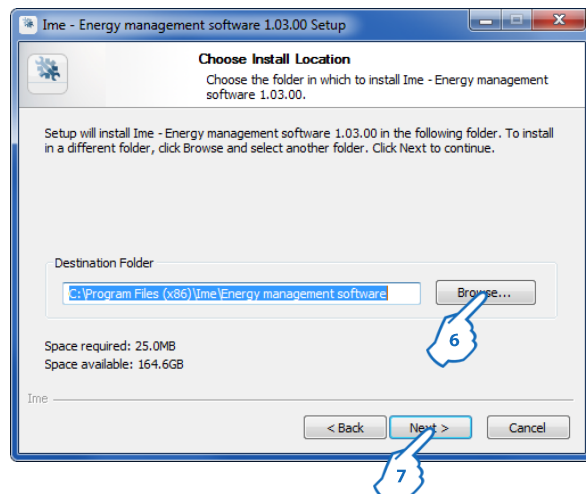 Ime - Energy management software 1.03.00 Setup
Choose Install Location
Choose the folder in which to install Ime - Energy management
software 1.03.00.
Setup will install Ime - Energy management software 1.03.00 in the following folder. To install
in a different folder, click Browse and select another folder. Click Next to continue.
Destination Folder
C:\Program Files (x86)\Ime\Energy management software
Browse...
6
Space required: 25.0MB
Space available: 164.6GB
Ime
< Back
Next >
Cancel
7